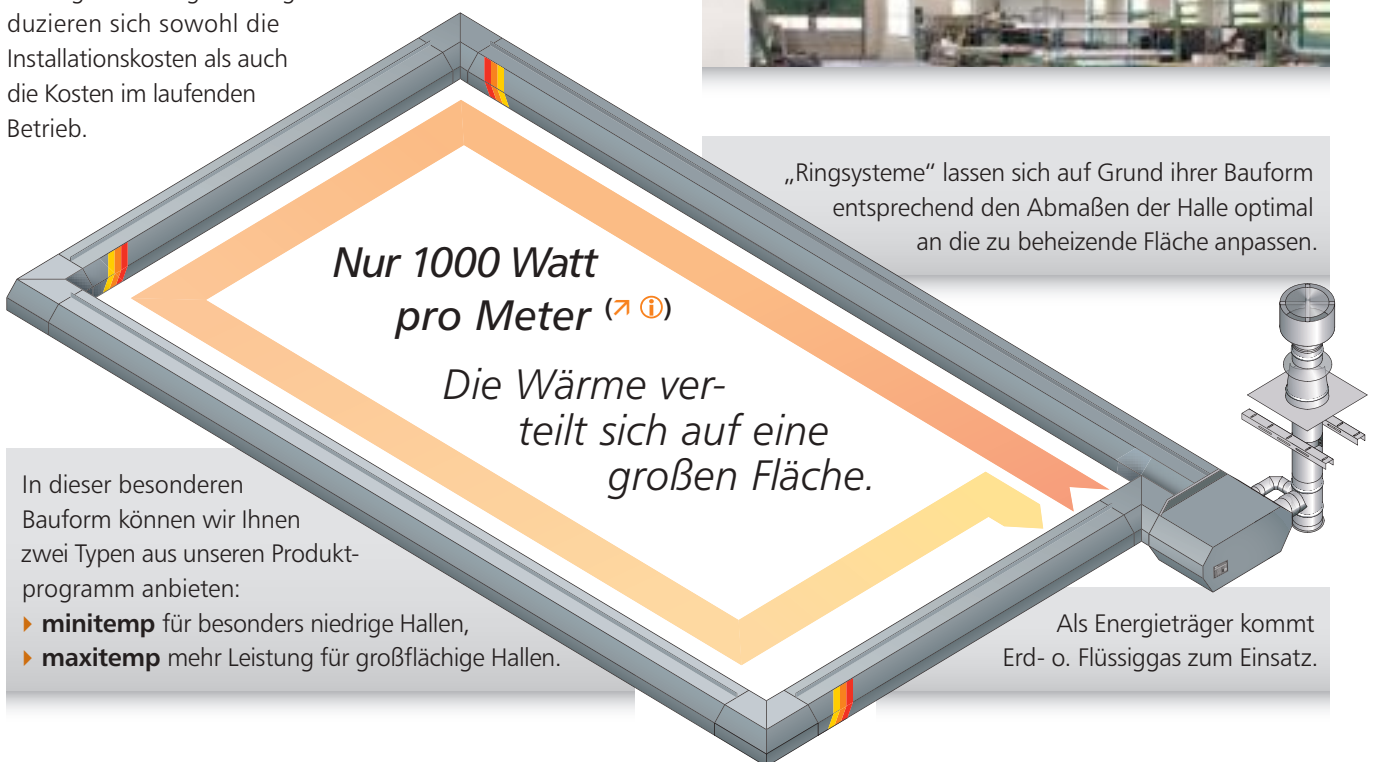 duzieren sich sowohl die
Installationskosten als auch
die Kosten im laufenden
Betrieb.
„Ringsysteme“ lassen sich auf Grund ihrer Bauform
entsprechend den Abmaßen der Halle optimal
an die zu beheizende Fläche anpassen.
Nur 1000 Watt
pro Meter (↗ ⓘ)
Die Wärme ver-
teilt sich auf eine
großen Fläche.
In dieser besonderen
Bauform können wir Ihnen
zwei Typen aus unseren Produkt-
programm anbieten:
minitemp für besonders niedrige Hallen,
maxitemp mehr Leistung für großflächige Hallen.
Als Energieträger kommt
Erd- o. Flüssiggas zum Einsatz.